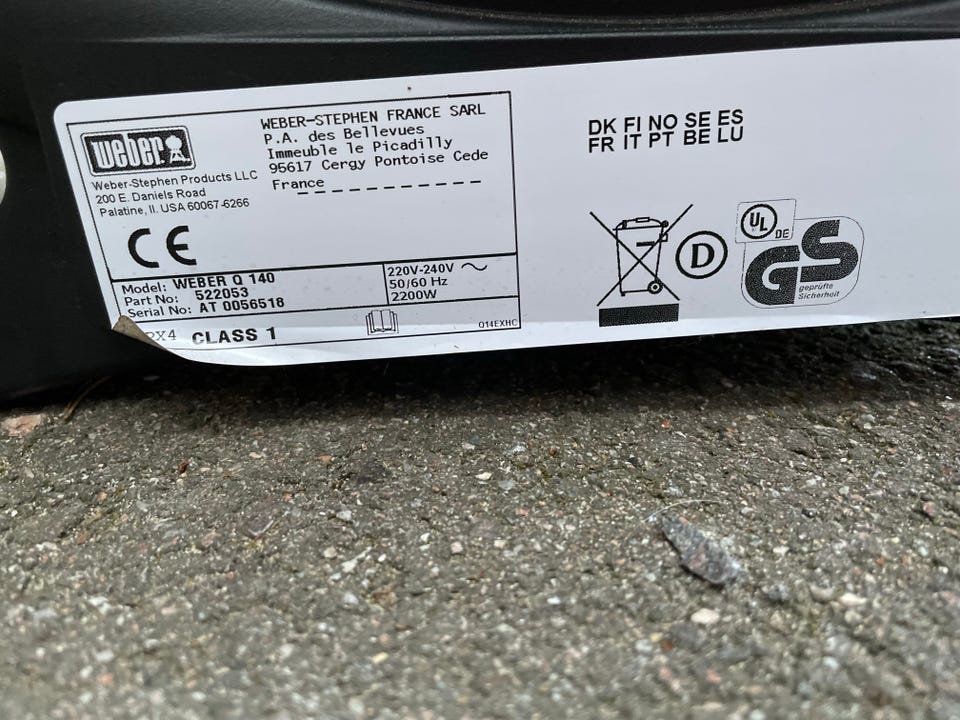 weber
Weber-Stephen Products LLC
200 E. Daniels Road
Palatine, Il. USA 60067-6266
WEBER-STEPHEN FRANCE SARL
P.A. des Bellevues
Immeuble le Picadilly
95617 Cergy Pontoise Cede
France
CE
Model: WEBER Q 140
Part No: 522053
Serial No: AT 0056518
220V-240V
50/60 Hz
2200W
X4 CLASS 1
Q14EXHC
DK FI NO SE ES
FR IT PT BE LU
D
UL
DE
GS
geprüfte
Sicherheit